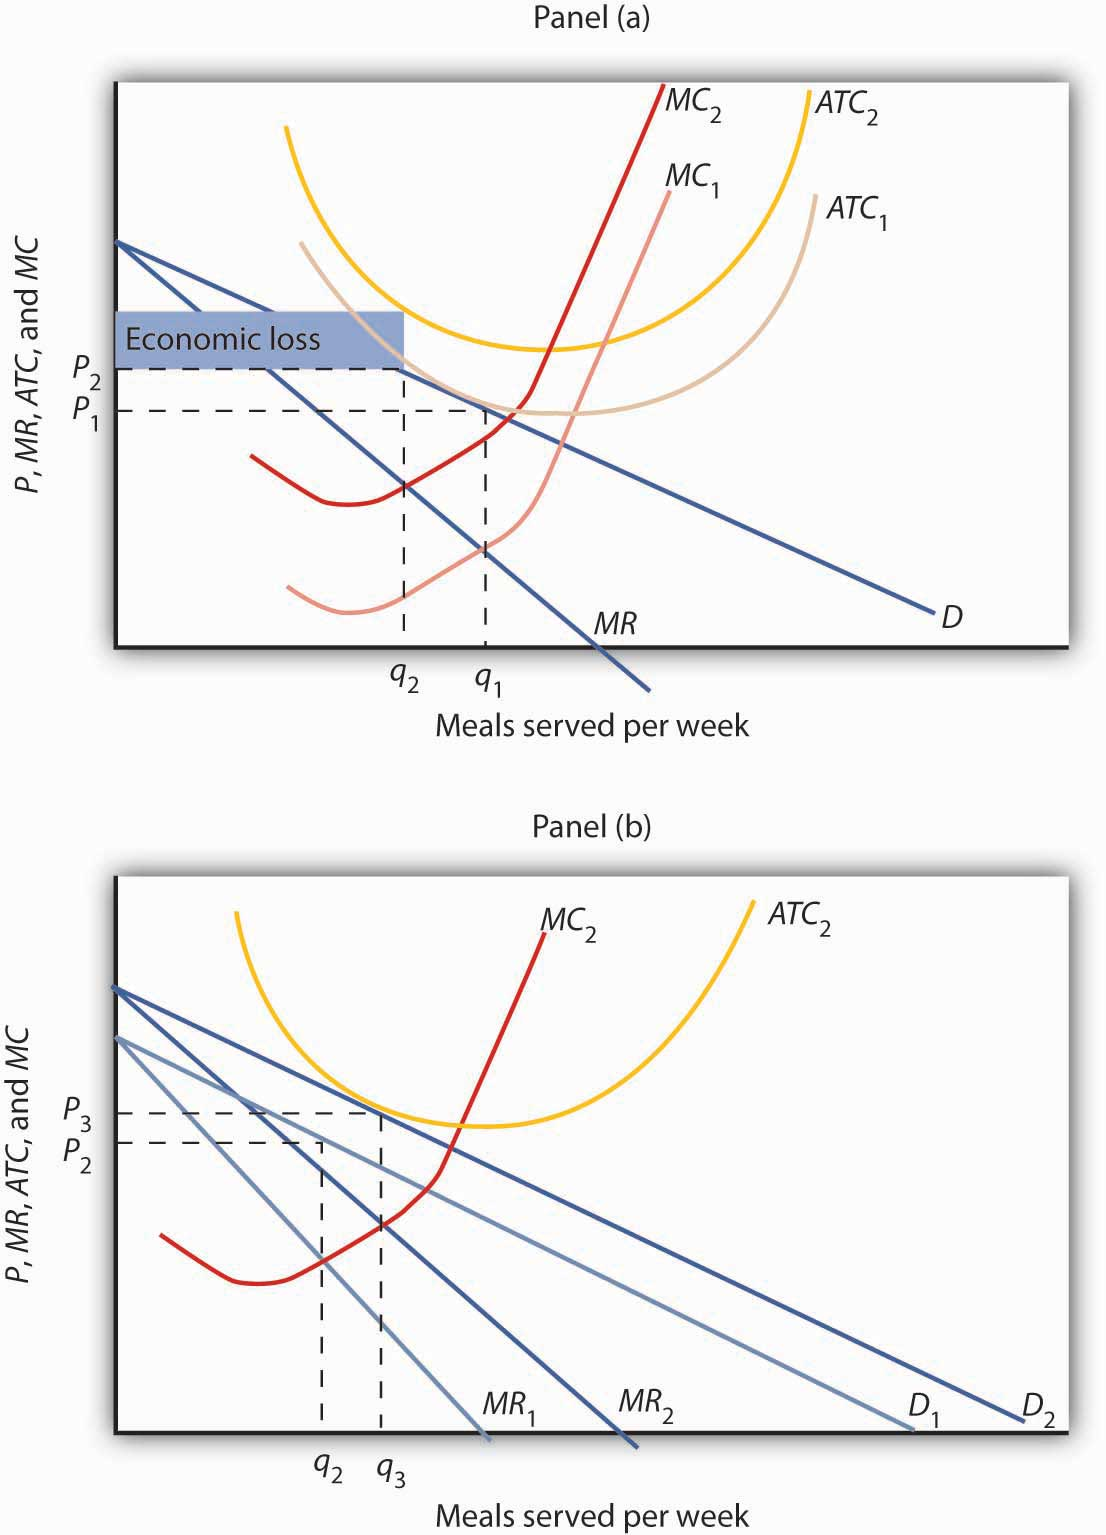 Panel (a)
MC₂
ATC₂
MC₁
ATC₁
P, MR, ATC, and MC
Economic loss
P₂
P₁
MR
D
q₂
q₁
Meals served per week
Panel (b)
MC₂
ATC₂
P, MR, ATC, and MC
P₃
P₂
MR₁
MR₂
D₁
D₂
q₂
q₃
Meals served per week